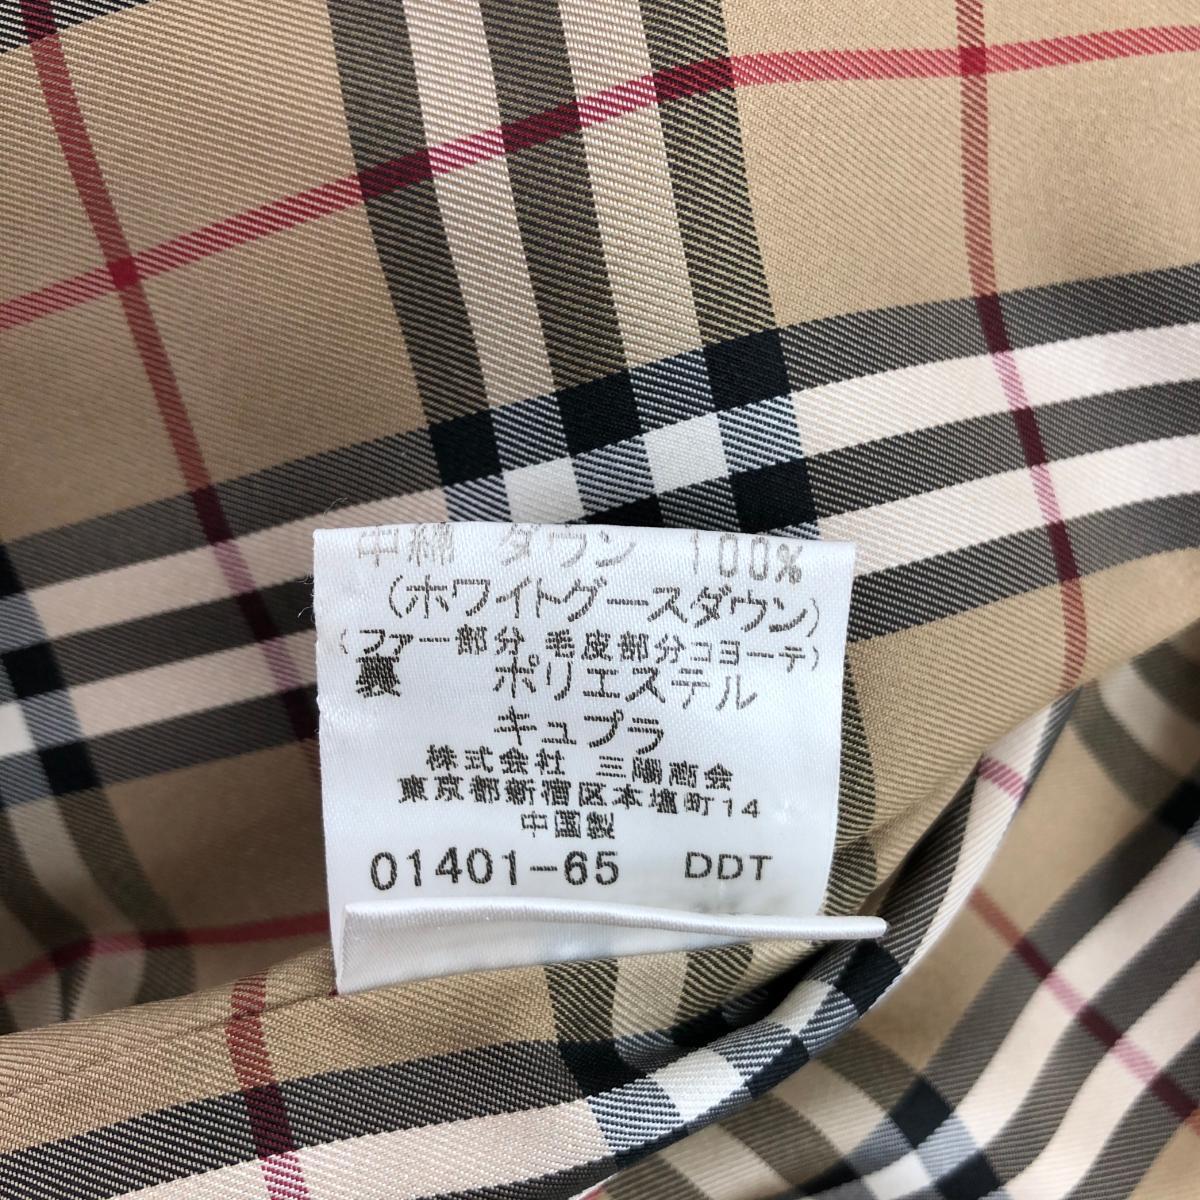 中綿 ダウン 100%
(ホワイトグースダウン)
(ファー部分 毛皮部分コヨーテ)
裏 ポリエステル
キュプラ
株式会社 三陽商会
東京都新宿区本塩町14
中国製
01401-65 DDT